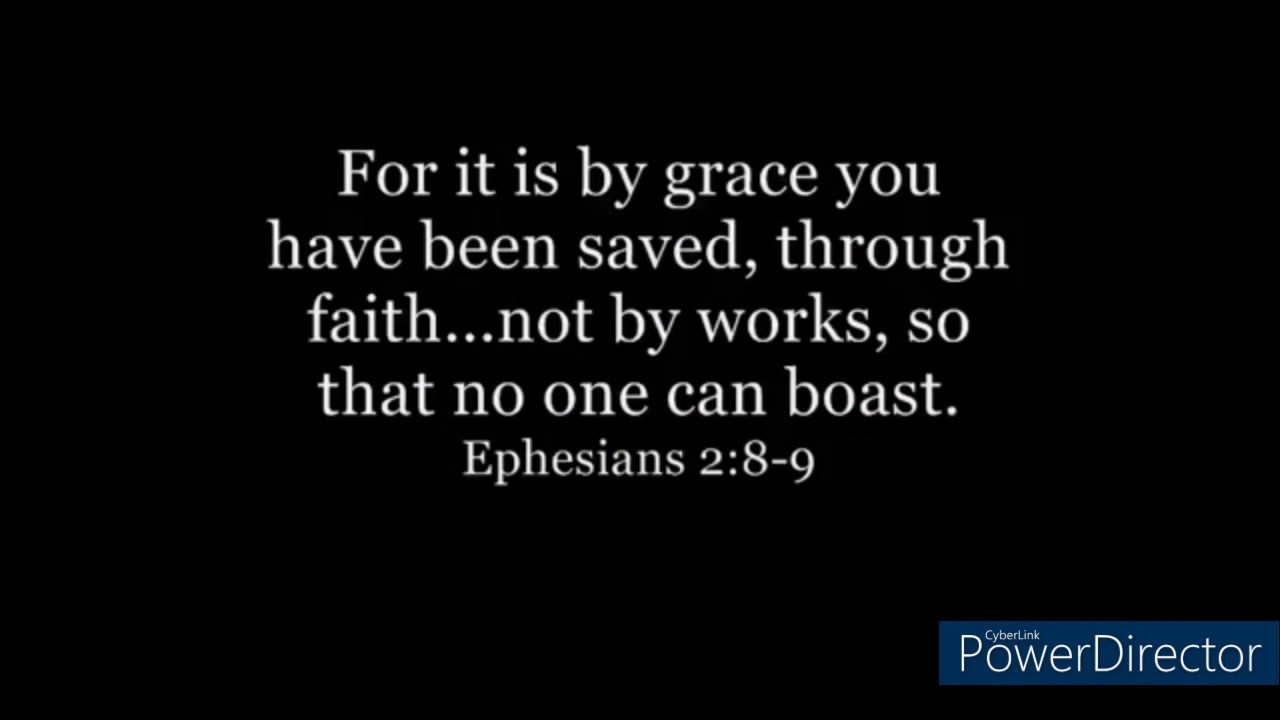 For it is by grace you
have been saved, through
faith...not by works, so
that no one can boast.
Ephesians 2:8-9
CyberLink
PowerDirector